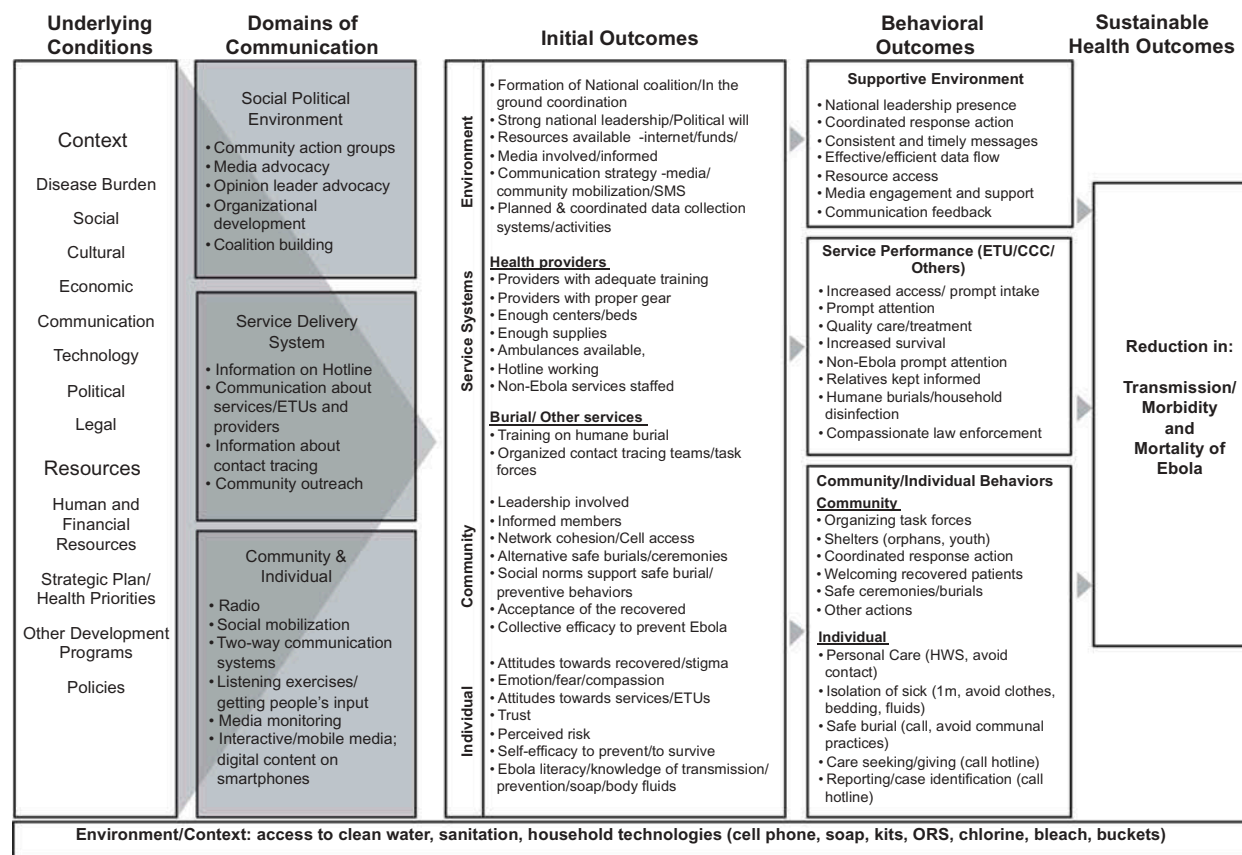 Underlying
Conditions
Domains of
Communication
Initial Outcomes
Behavioral
Outcomes
Sustainable
Health Outcomes
Context
Disease Burden
Social
Cultural
Economic
Communication
Technology
Political
Legal
Resources
Human and
Financial
Resources
Strategic Plan/
Health Priorities
Other Development
Programs
Policies
Social Political
Environment
• Community action groups
• Media advocacy
• Opinion leader advocacy
• Organizational
development
• Coalition building
Service Delivery
System
• Information on Hotline
• Communication about
services/ETUs and
providers
• Information about
contact tracing
• Community outreach
Community &
Individual
• Radio
• Social mobilization
• Two-way communication
systems
• Listening exercises/
getting people's input
• Media monitoring
• Interactive/mobile media;
digital content on
smartphones
Environment
• Formation of National coalition/In the
ground coordination
• Strong national leadership/Political will
• Resources available -internet/funds/
• Media involved/informed
• Communication strategy -media/
community mobilization/SMS
• Planned & coordinated data collection
systems/activities
Service Systems
Health providers
• Providers with adequate training
• Providers with proper gear
• Enough centers/beds
• Enough supplies
• Ambulances available,
• Hotline working
• Non-Ebola services staffed
Burial/ Other services
• Training on humane burial
• Organized contact tracing teams/task
forces
Community
• Leadership involved
• Informed members
• Network cohesion/Cell access
• Alternative safe burials/ceremonies
• Social norms support safe burial/
preventive behaviors
• Acceptance of the recovered
• Collective efficacy to prevent Ebola
Individual
• Attitudes towards recovered/stigma
• Emotion/fear/compassion
• Attitudes towards services/ETUs
• Trust
• Perceived risk
• Self-efficacy to prevent/to survive
• Ebola literacy/knowledge of transmission/
prevention/soap/body fluids
Supportive Environment
• National leadership presence
• Coordinated response action
• Consistent and timely messages
• Effective/efficient data flow
• Resource access
• Media engagement and support
• Communication feedback
Service Performance (ETU/CCC/
Others)
• Increased access/ prompt intake
• Prompt attention
• Quality care/treatment
• Increased survival
• Non-Ebola prompt attention
• Relatives kept informed
• Humane burials/household
disinfection
• Compassionate law enforcement
Community/Individual Behaviors
Community
• Organizing task forces
• Shelters (orphans, youth)
• Coordinated response action
• Welcoming recovered patients
• Safe ceremonies/burials
• Other actions
Individual
• Personal Care (HWS, avoid
contact)
• Isolation of sick (1m, avoid clothes,
bedding, fluids)
• Safe burial (call, avoid communal
practices)
• Care seeking/giving (call hotline)
• Reporting/case identification (call
hotline)
Reduction in:
Transmission/
Morbidity
and
Mortality of
Ebola
Environment/Context: access to clean water, sanitation, household technologies (cell phone, soap, kits, ORS, chlorine, bleach, buckets)